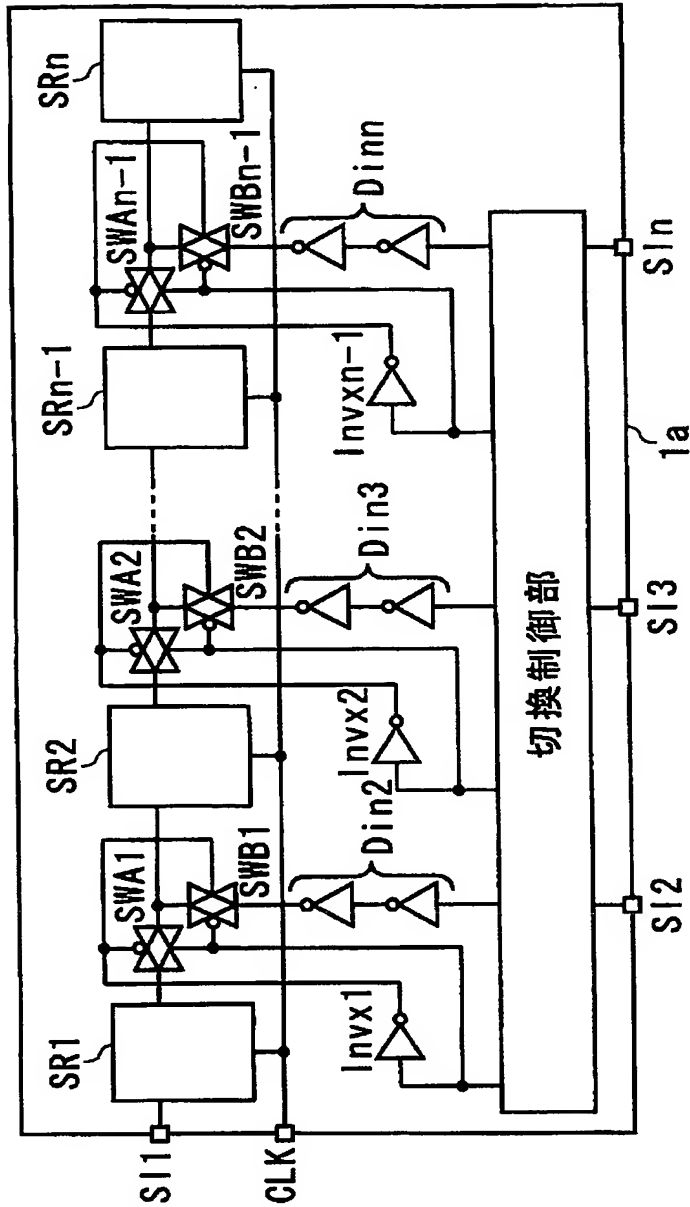 SRn
SWAn-1
SWBn-1
Dinn
SIn
SRn-1
Invxn-1
1a
SWA2
SWB2
Din3
SI3
SR2
Invx2
切換制御部
SWA1
SWB1
Din2
SI2
SR1
Invx1
SI1
CLK